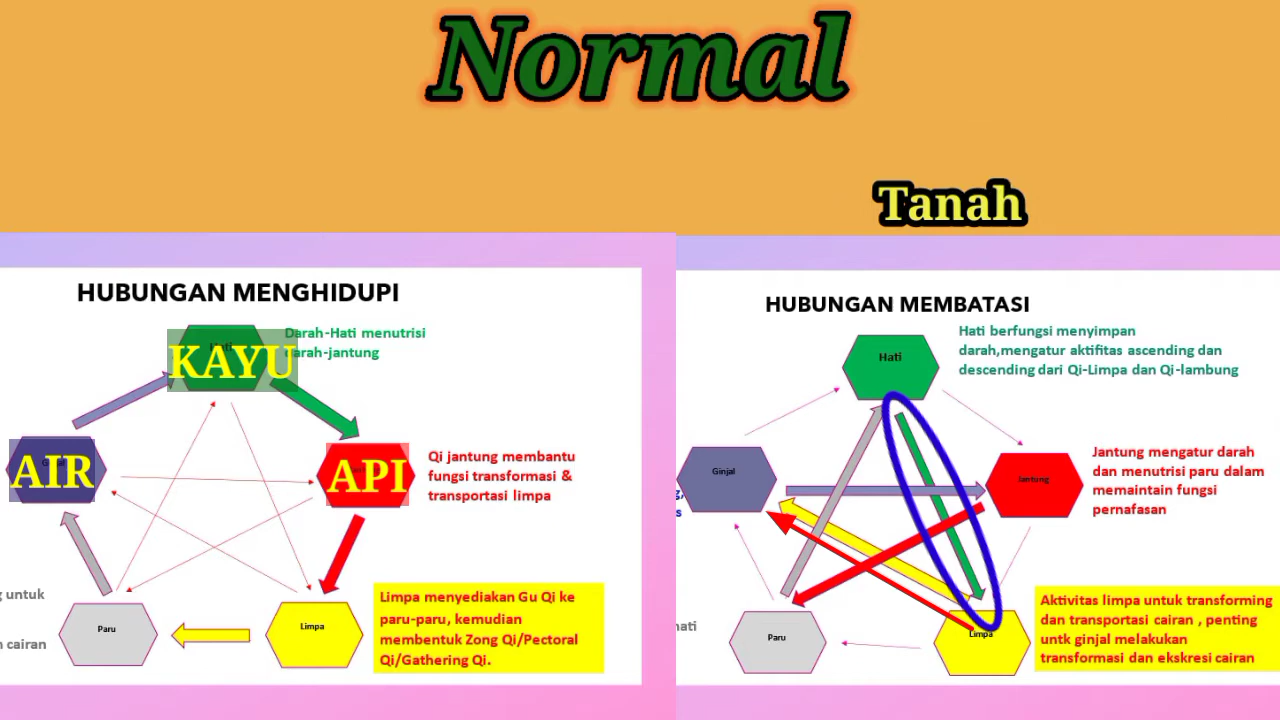 Normal
Tanah
HUBUNGAN MENGHIDUPI
Darah-Hati menutrisi
darah-jantung
KAYU
AIR
API
Qi jantung membantu
fungsi transformasi &
transportasi limpa
g untuk
n cairan
Paru
Limpa
Limpa menyediakan Gu Qi ke
paru-paru, kemudian
membentuk Zong Qi/Pectoral
Qi/Gathering Qi.
HUBUNGAN MEMBATASI
Hati
Hati berfungsi menyimpan
darah,mengatur aktifitas ascending dan
descending dari Qi-Limpa dan Qi-lambung
Ginjal
s
Jantung
Jantung mengatur darah
dan menutrisi paru dalam
memaintain fungsi
pernafasan
hati
Paru
Limpa
Aktivitas limpa untuk transforming
dan transportasi cairan , penting
untk ginjal melakukan
transformasi dan ekskresi cairan